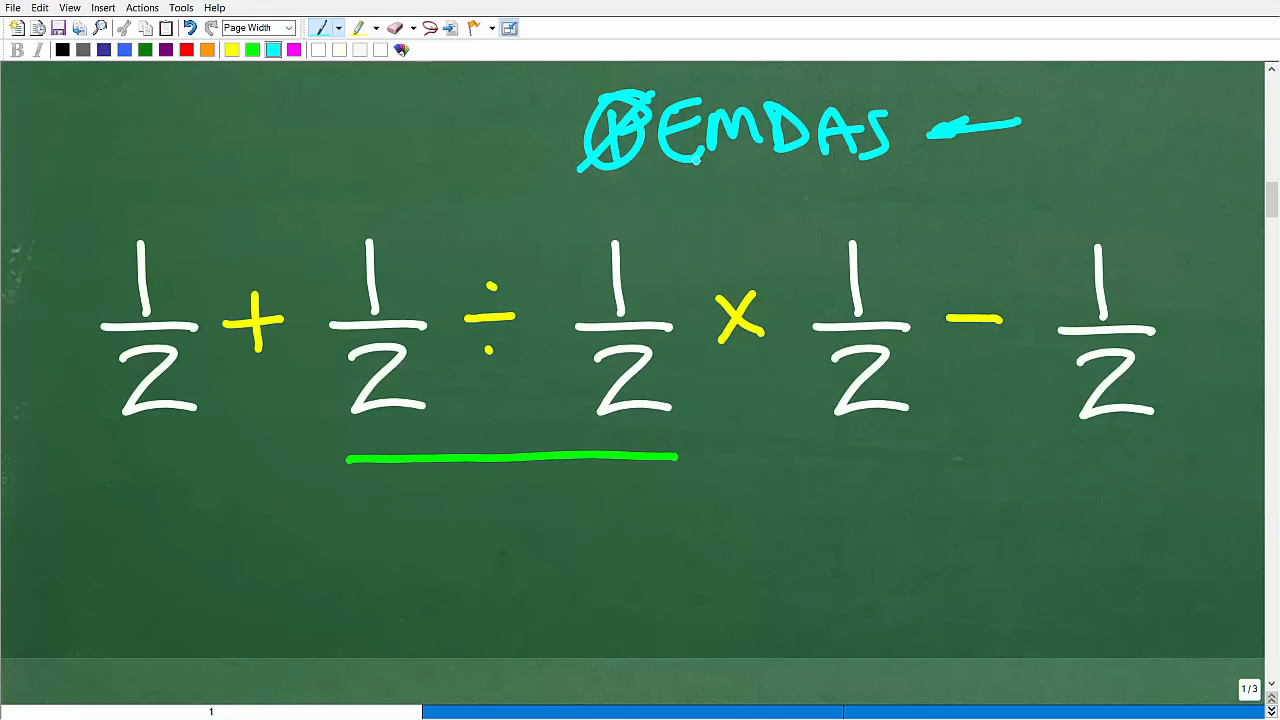 File Edit View Insert Actions Tools Help
Page Width
B I
PEMDAS
1/2 + 1/2 ÷ 1/2 × 1/2 - 1/2
1/3
1